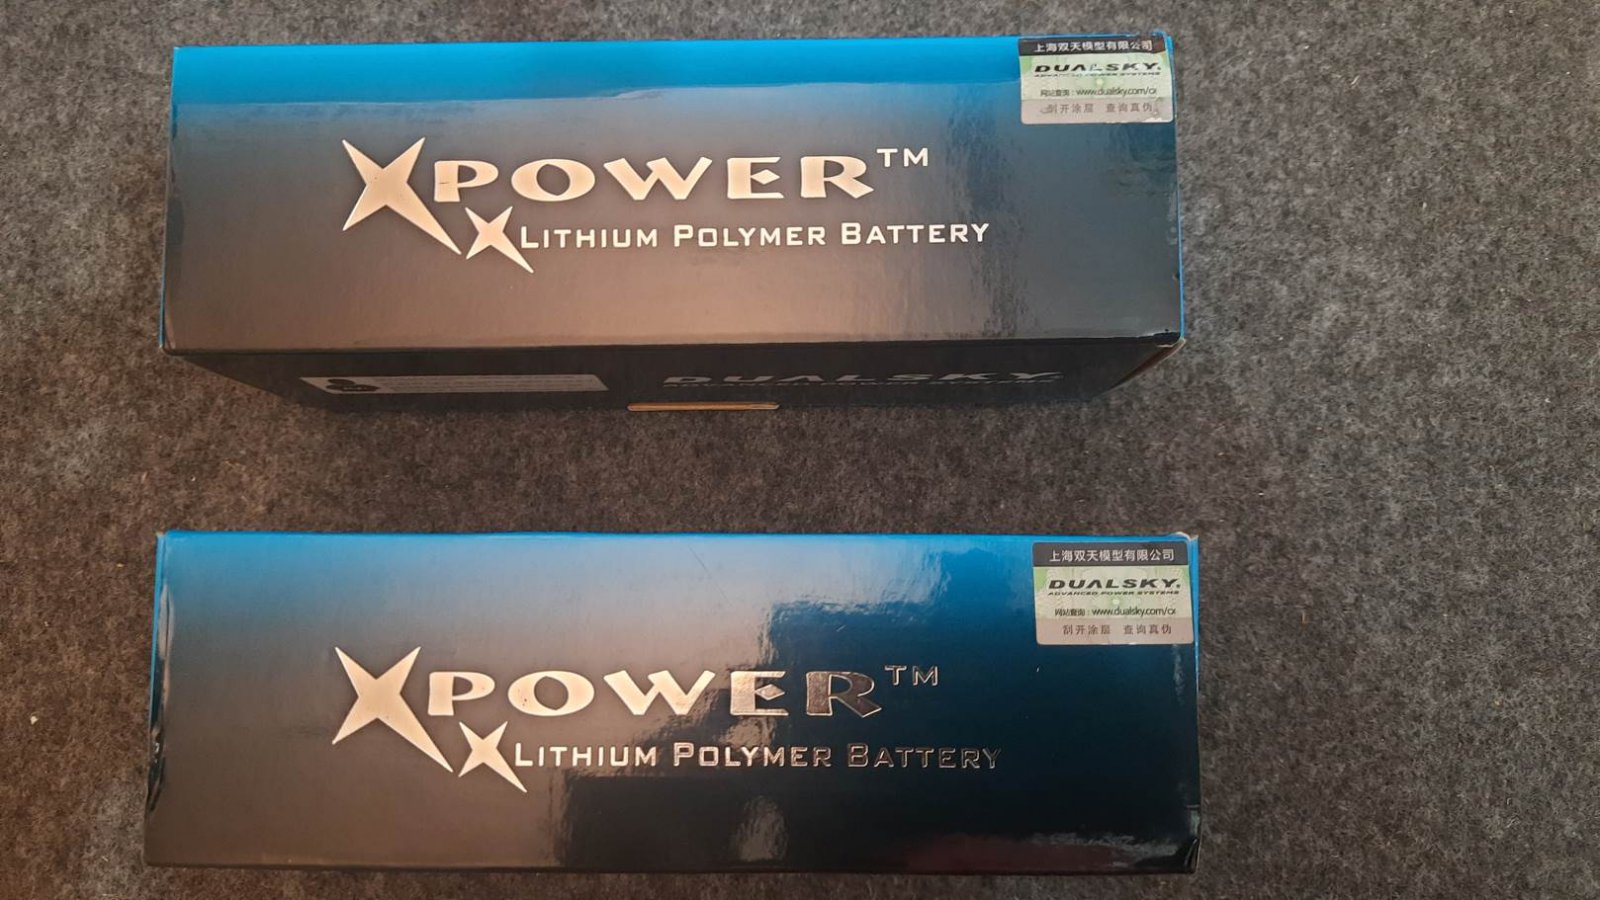 上海双天模型有限公司
DUALSKY.
ADVANCED POWER SYSTEMS
网站查询：www.dualsky.com/cx
刮开涂层 查询真伪
XPOWER™
LITHIUM POLYMER BATTERY
DUALSKY
上海双天模型有限公司
DUALSKY.
ADVANCED POWER SYSTEMS
网站查询：www.dualsky.com/cx
刮开涂层 查询真伪
XPOWER™
LITHIUM POLYMER BATTERY